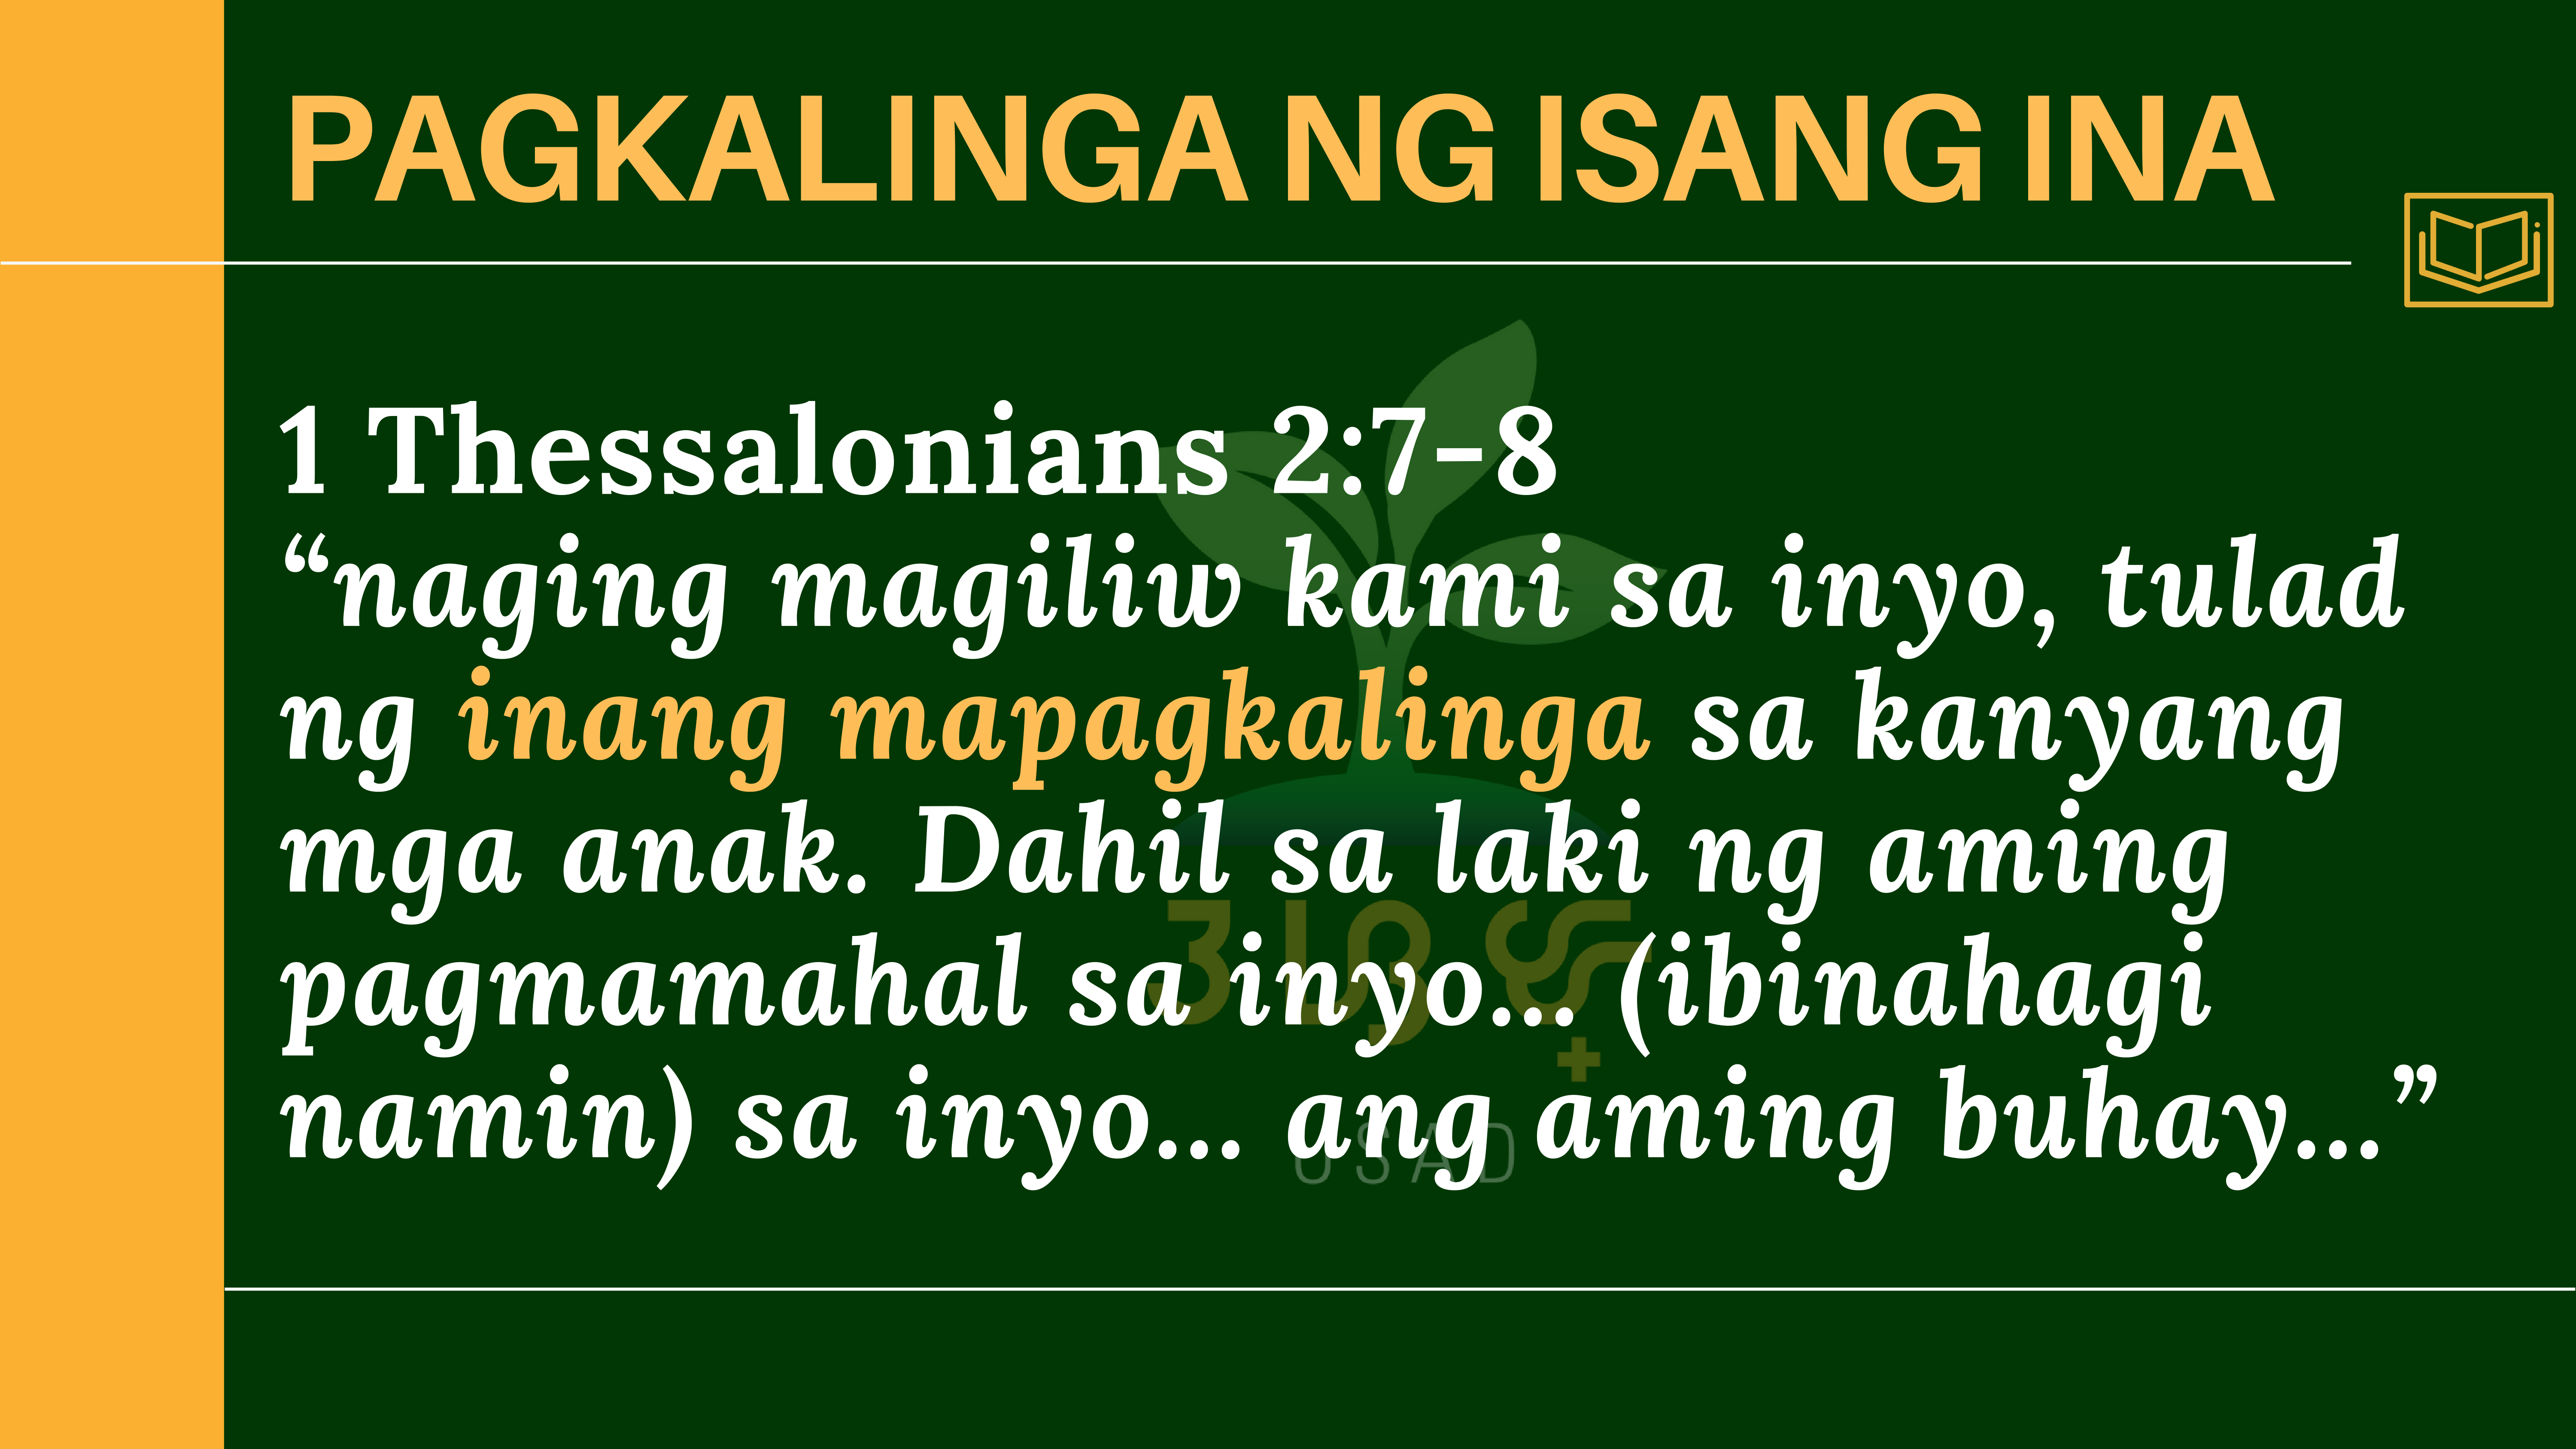 PAGKALINGA NG ISANG INA
1 Thessalonians 2:7-8
“naging magiliw kami sa inyo, tulad
ng inang mapagkalinga sa kanyang
mga anak. Dahil sa laki ng aming
pagmamahal sa inyo... (ibinahagi
namin) sa inyo... ang aming buhay...”
USAD